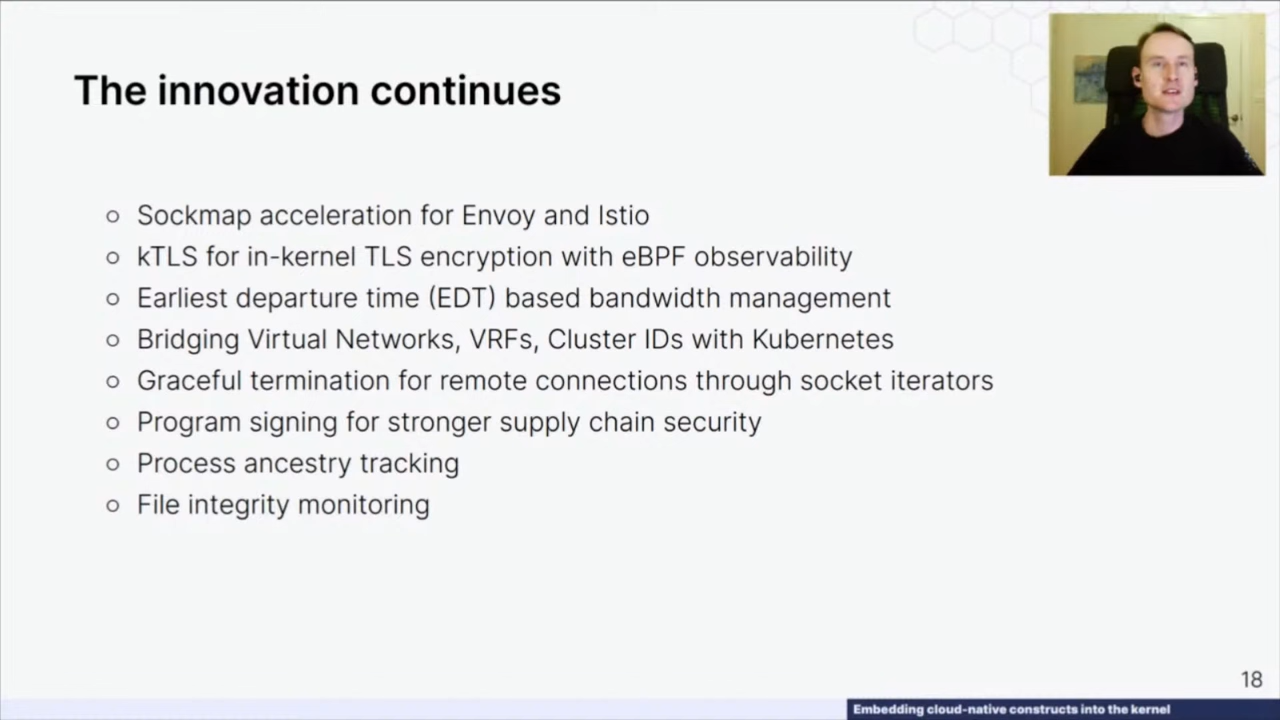 The innovation continues
Sockmap acceleration for Envoy and Istio
kTLS for in-kernel TLS encryption with eBPF observability
Earliest departure time (EDT) based bandwidth management
Bridging Virtual Networks, VRFs, Cluster IDs with Kubernetes
Graceful termination for remote connections through socket iterators
Program signing for stronger supply chain security
Process ancestry tracking
File integrity monitoring
18
Embedding cloud-native constructs into the kernel